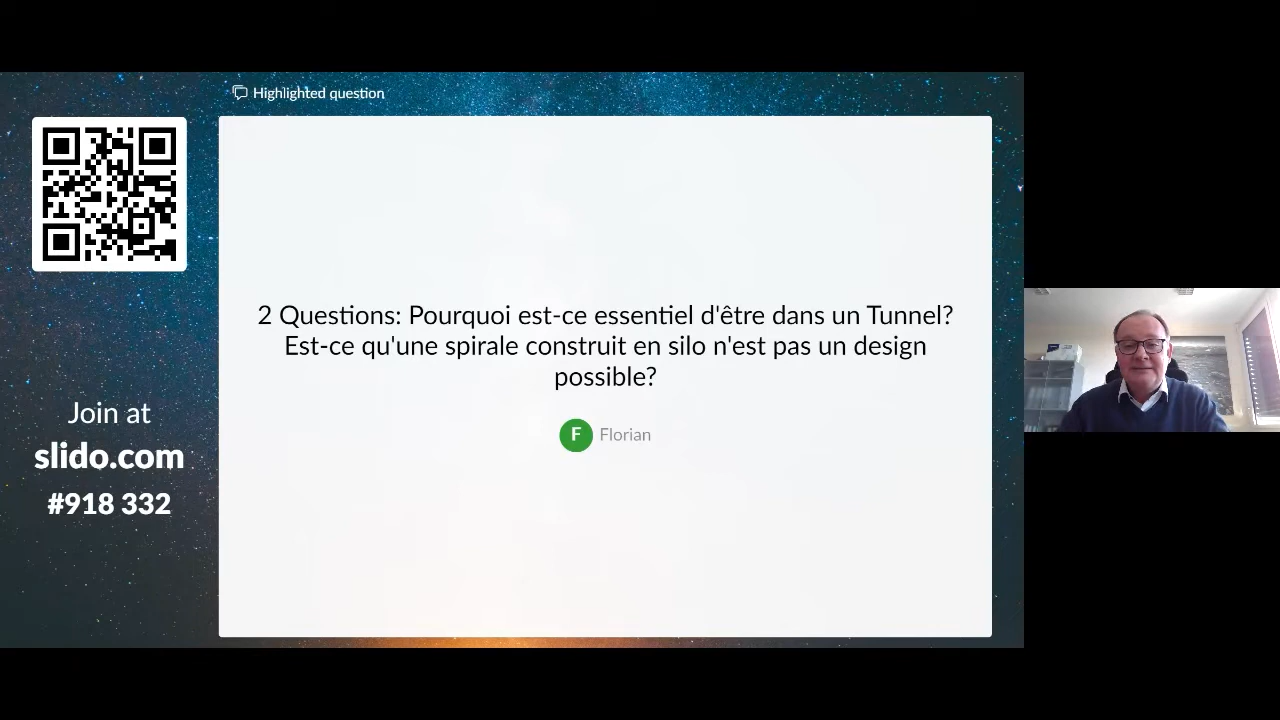 Highlighted question
2 Questions: Pourquoi est-ce essentiel d'être dans un Tunnel?
Est-ce qu'une spirale construit en silo n'est pas un design
possible?
F Florian
Join at
slido.com
#918 332